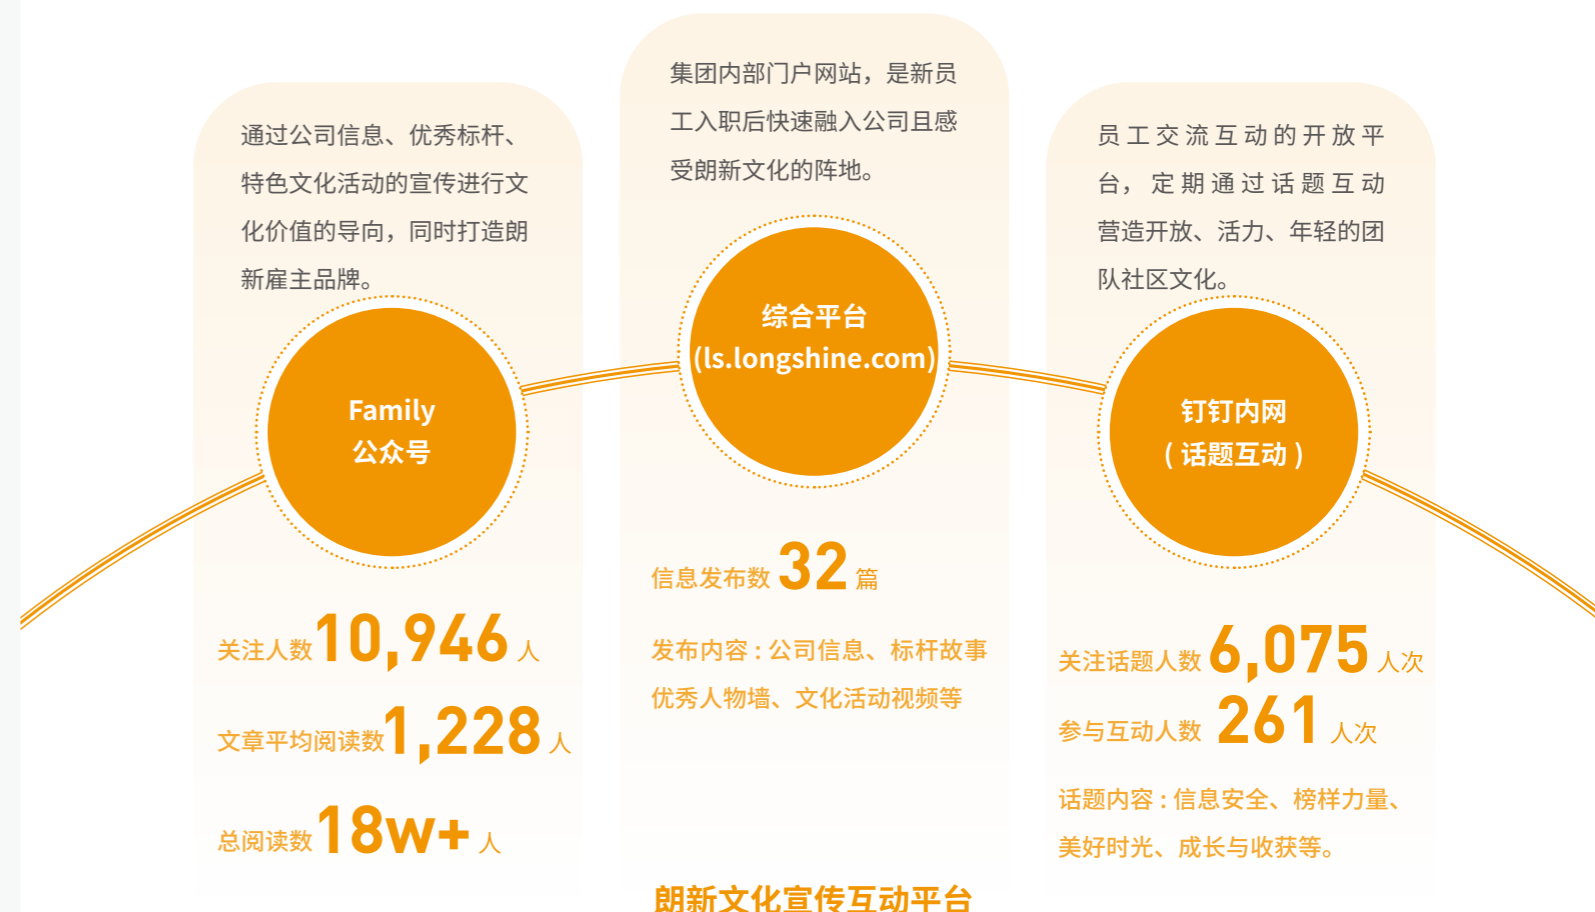 通过公司信息、优秀标杆、
特色文化活动的宣传进行文
化价值的导向，同时打造朗
新雇主品牌。
Family
公众号
关注人数10,946 人
文章平均阅读数1,228 人
总阅读数18w+ 人
集团内部门户网站，是新员
工入职后快速融入公司且感
受朗新文化的阵地。
综合平台
(ls.longshine.com)
信息发布数 32 篇
发布内容 : 公司信息、标杆故事
优秀人物墙、文化活动视频等
员工交流互动的开放平
台，定期通过话题互动
营造开放、活力、年轻的团
队社区文化。
钉钉内网
( 话题互动 )
关注话题人数 6,075 人次
参与互动人数 261 人次
话题内容 : 信息安全、榜样力量、
美好时光、成长与收获等。
朗新文化宣传互动平台